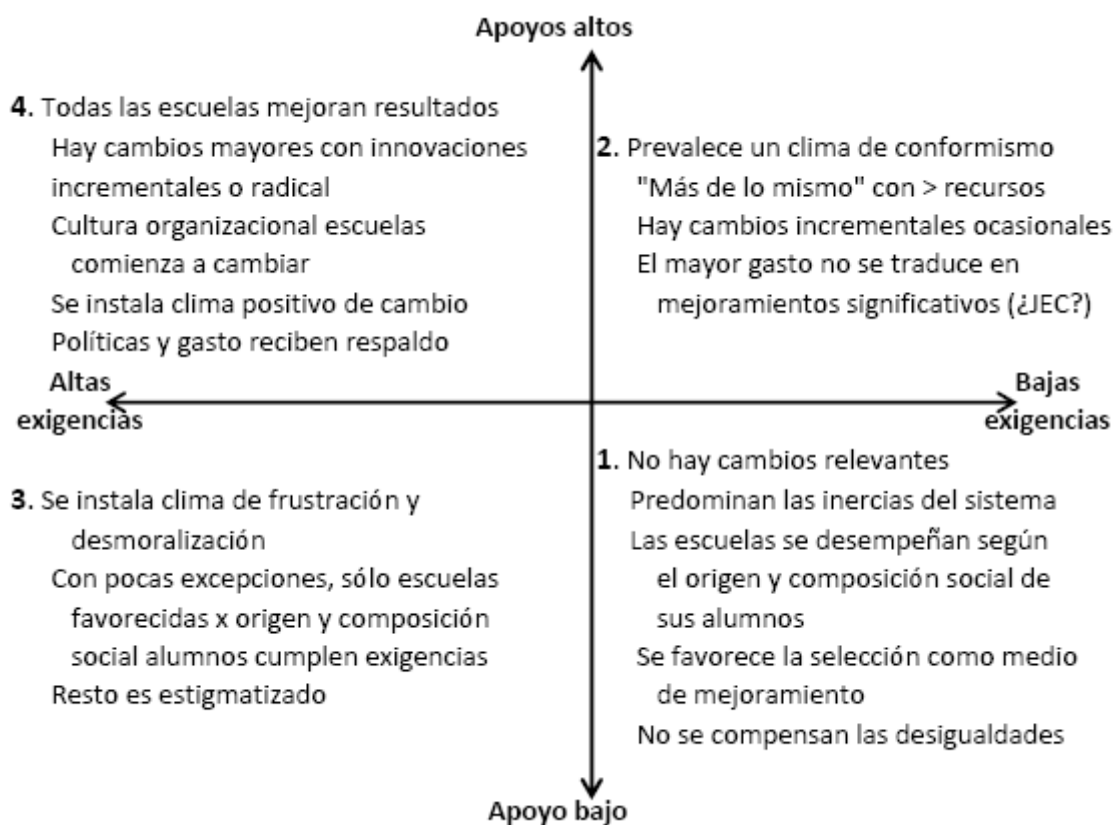 Apoyos altos
4. Todas las escuelas mejoran resultados
Hay cambios mayores con innovaciones
incrementales o radical
Cultura organizacional escuelas
comienza a cambiar
Se instala clima positivo de cambio
Políticas y gasto reciben respaldo
2. Prevalece un clima de conformismo
"Más de lo mismo" con > recursos
Hay cambios incrementales ocasionales
El mayor gasto no se traduce en
mejoramientos significativos (¿JEC?)
Altas
exigencias
Bajas
exigencias
3. Se instala clima de frustración y
desmoralización
Con pocas excepciones, sólo escuelas
favorecidas x origen y composición
social alumnos cumplen exigencias
Resto es estigmatizado
1. No hay cambios relevantes
Predominan las inercias del sistema
Las escuelas se desempeñan según
el origen y composición social de
sus alumnos
Se favorece la selección como medio
de mejoramiento
No se compensan las desigualdades
Apoyo bajo